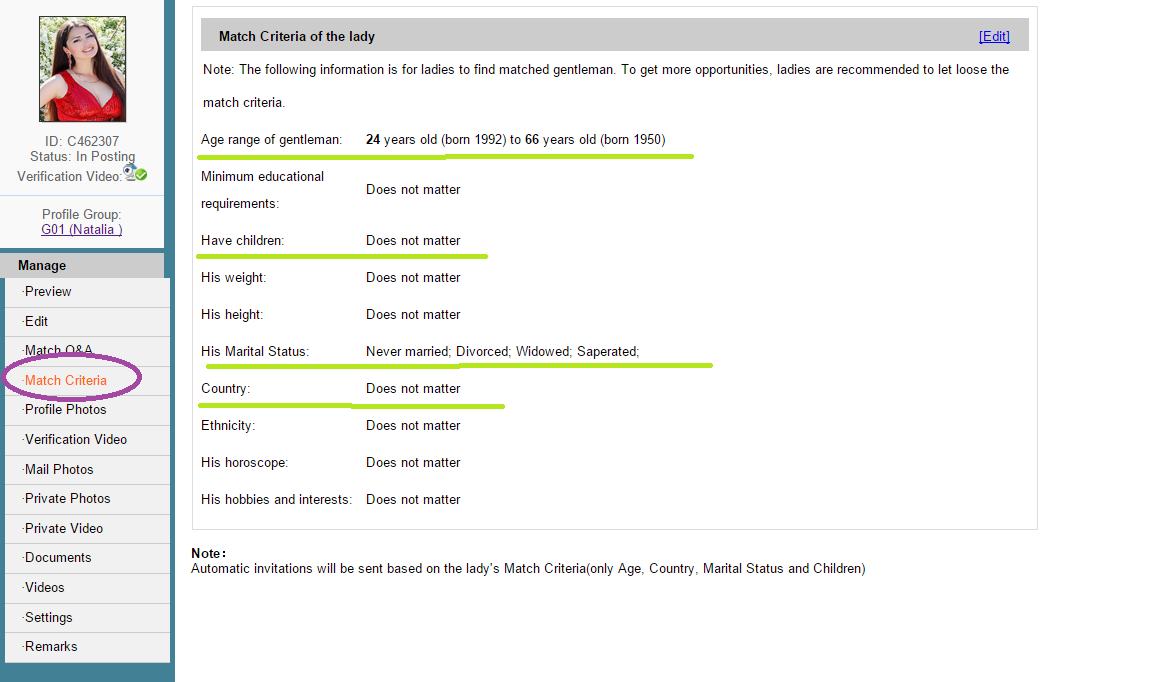 ID: C462307
Status: In Posting
Verification Video:
Profile Group:
G01 (Natalia )
Manage
·Preview
·Edit
·Match Q&A
·Match Criteria
·Profile Photos
·Verification Video
·Mail Photos
·Private Photos
·Private Video
·Documents
·Videos
·Settings
·Remarks
Match Criteria of the lady [Edit]
Note: The following information is for ladies to find matched gentleman. To get more opportunities, ladies are recommended to let loose the
match criteria.
Age range of gentleman: 24 years old (born 1992) to 66 years old (born 1950)
Minimum educational
requirements: Does not matter
Have children: Does not matter
His weight: Does not matter
His height: Does not matter
His Marital Status: Never married; Divorced; Widowed; Saperated;
Country: Does not matter
Ethnicity: Does not matter
His horoscope: Does not matter
His hobbies and interests: Does not matter
Note：
Automatic invitations will be sent based on the lady's Match Criteria(only Age, Country, Marital Status and Children)